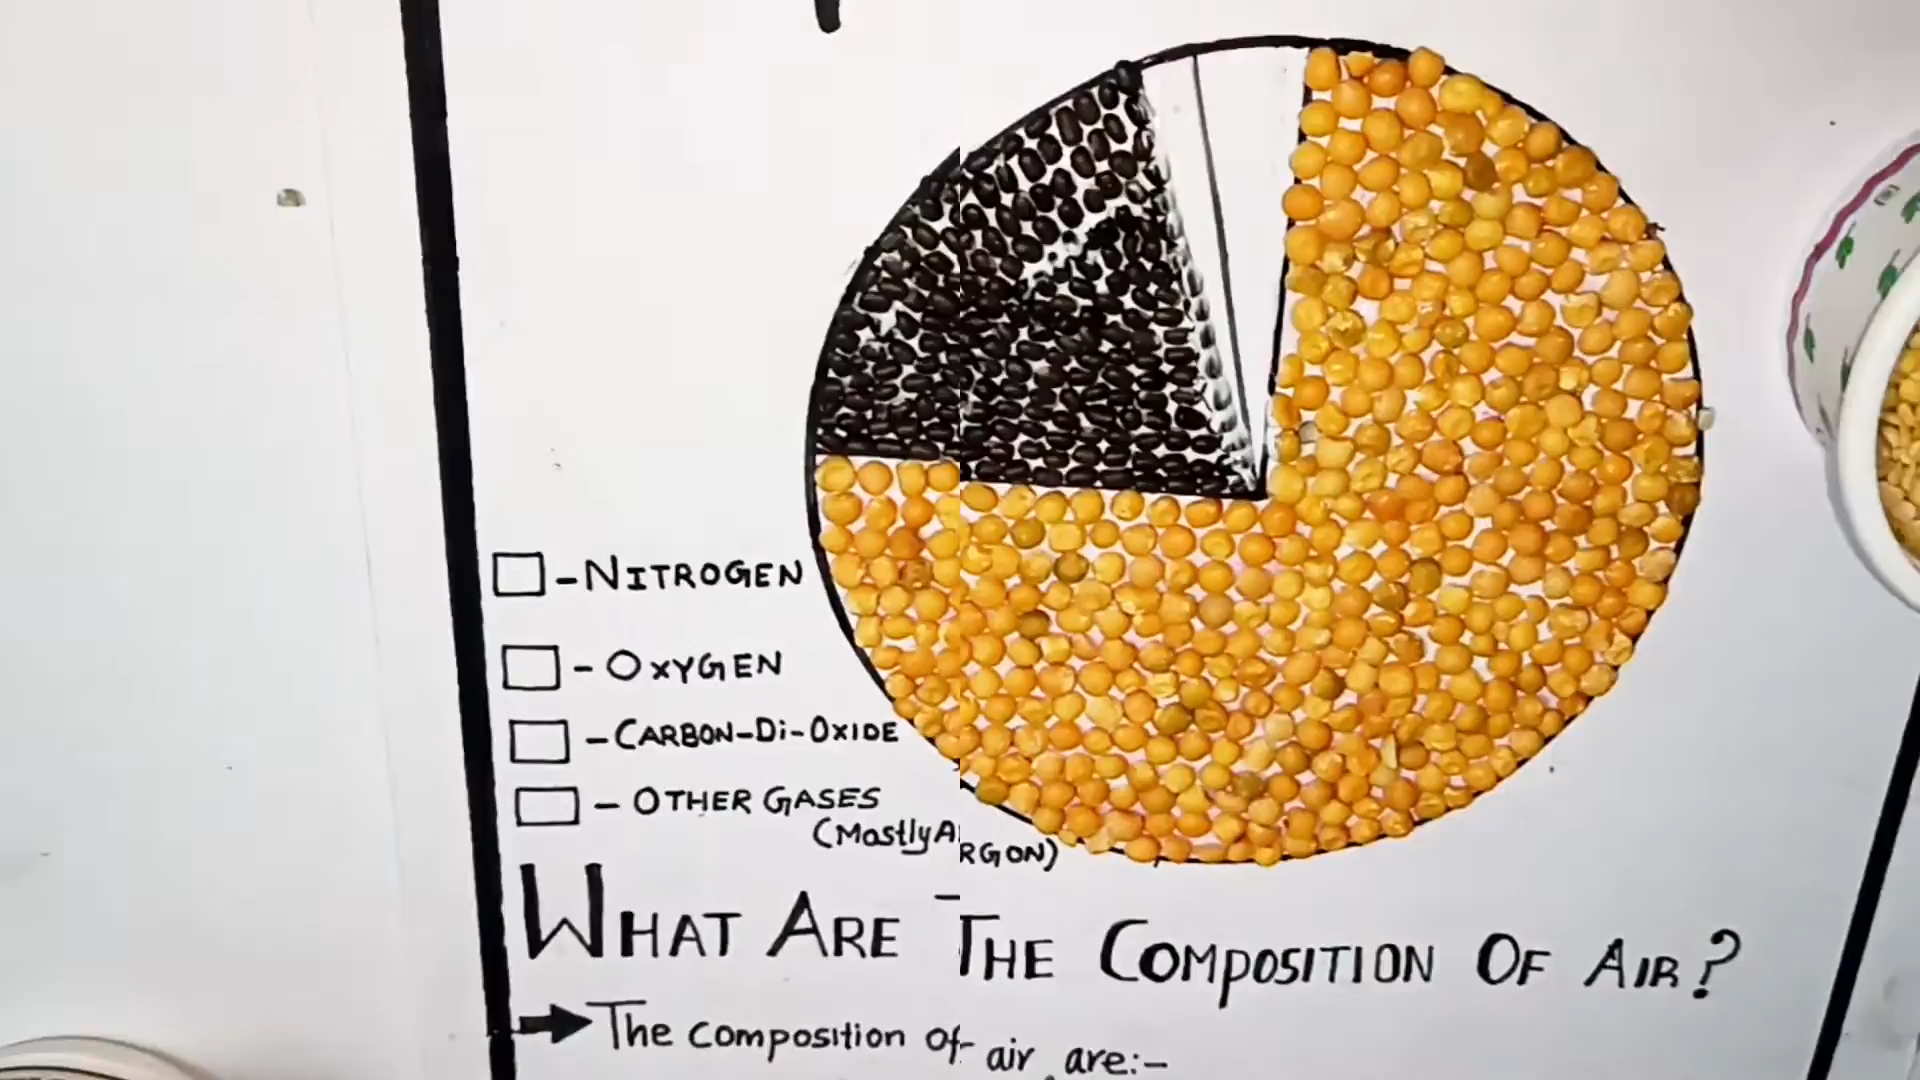 -NITROGEN
- OXYGEN
-CARBON-Di-OXIDE
- OTHER GASES
(Mostly ARGON)
WHAT ARE THE COMPOSITION OF AIR?
The composition of air are:-